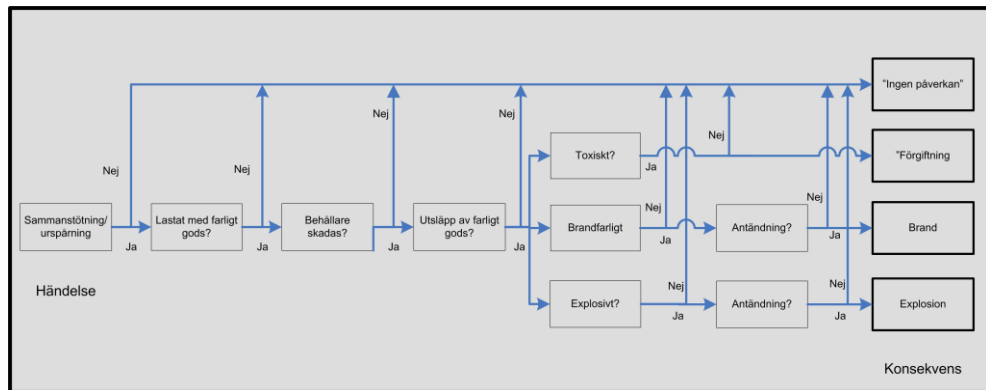 "Ingen påverkan"
Nej
Nej
Nej
Nej
Nej
Toxiskt?
Ja
"Förgiftning
Sammanstötning/
urspårning
Ja
Lastat med farligt
gods?
Ja
Behållare
skadas?
Ja
Utsläpp av farligt
gods?
Ja
Brandfarligt
Nej
Ja
Antändning?
Nej
Ja
Brand
Händelse
Explosivt?
Nej
Ja
Antändning?
Nej
Ja
Explosion
Konsekvens